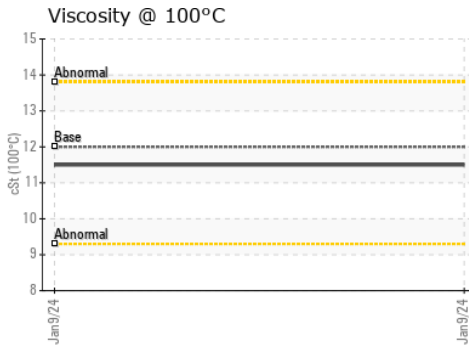 Viscosity @ 100°C
15
14
13
12
11
10
9
8
cSt (100°C)
Abnormal
Base
Abnormal
Jan9/24
Jan9/24